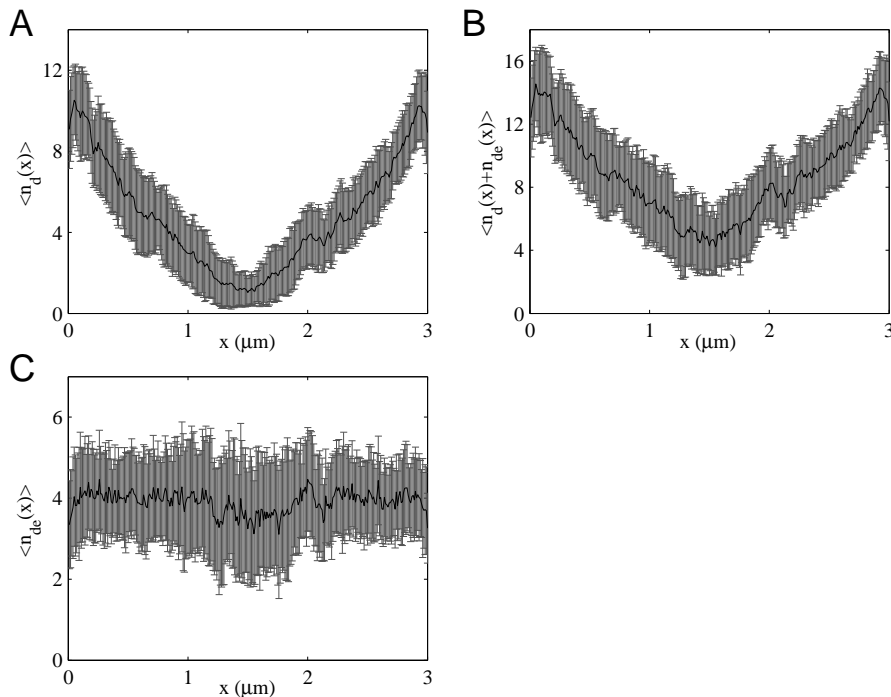 A
12
8
4
0
<n_d(x)>
0 1 2 3
x (μm)
B
16
12
8
4
0
<n_d(x)+n_de(x)>
0 1 2 3
x (μm)
C
6
4
2
0
<n_de(x)>
0 1 2 3
x (μm)